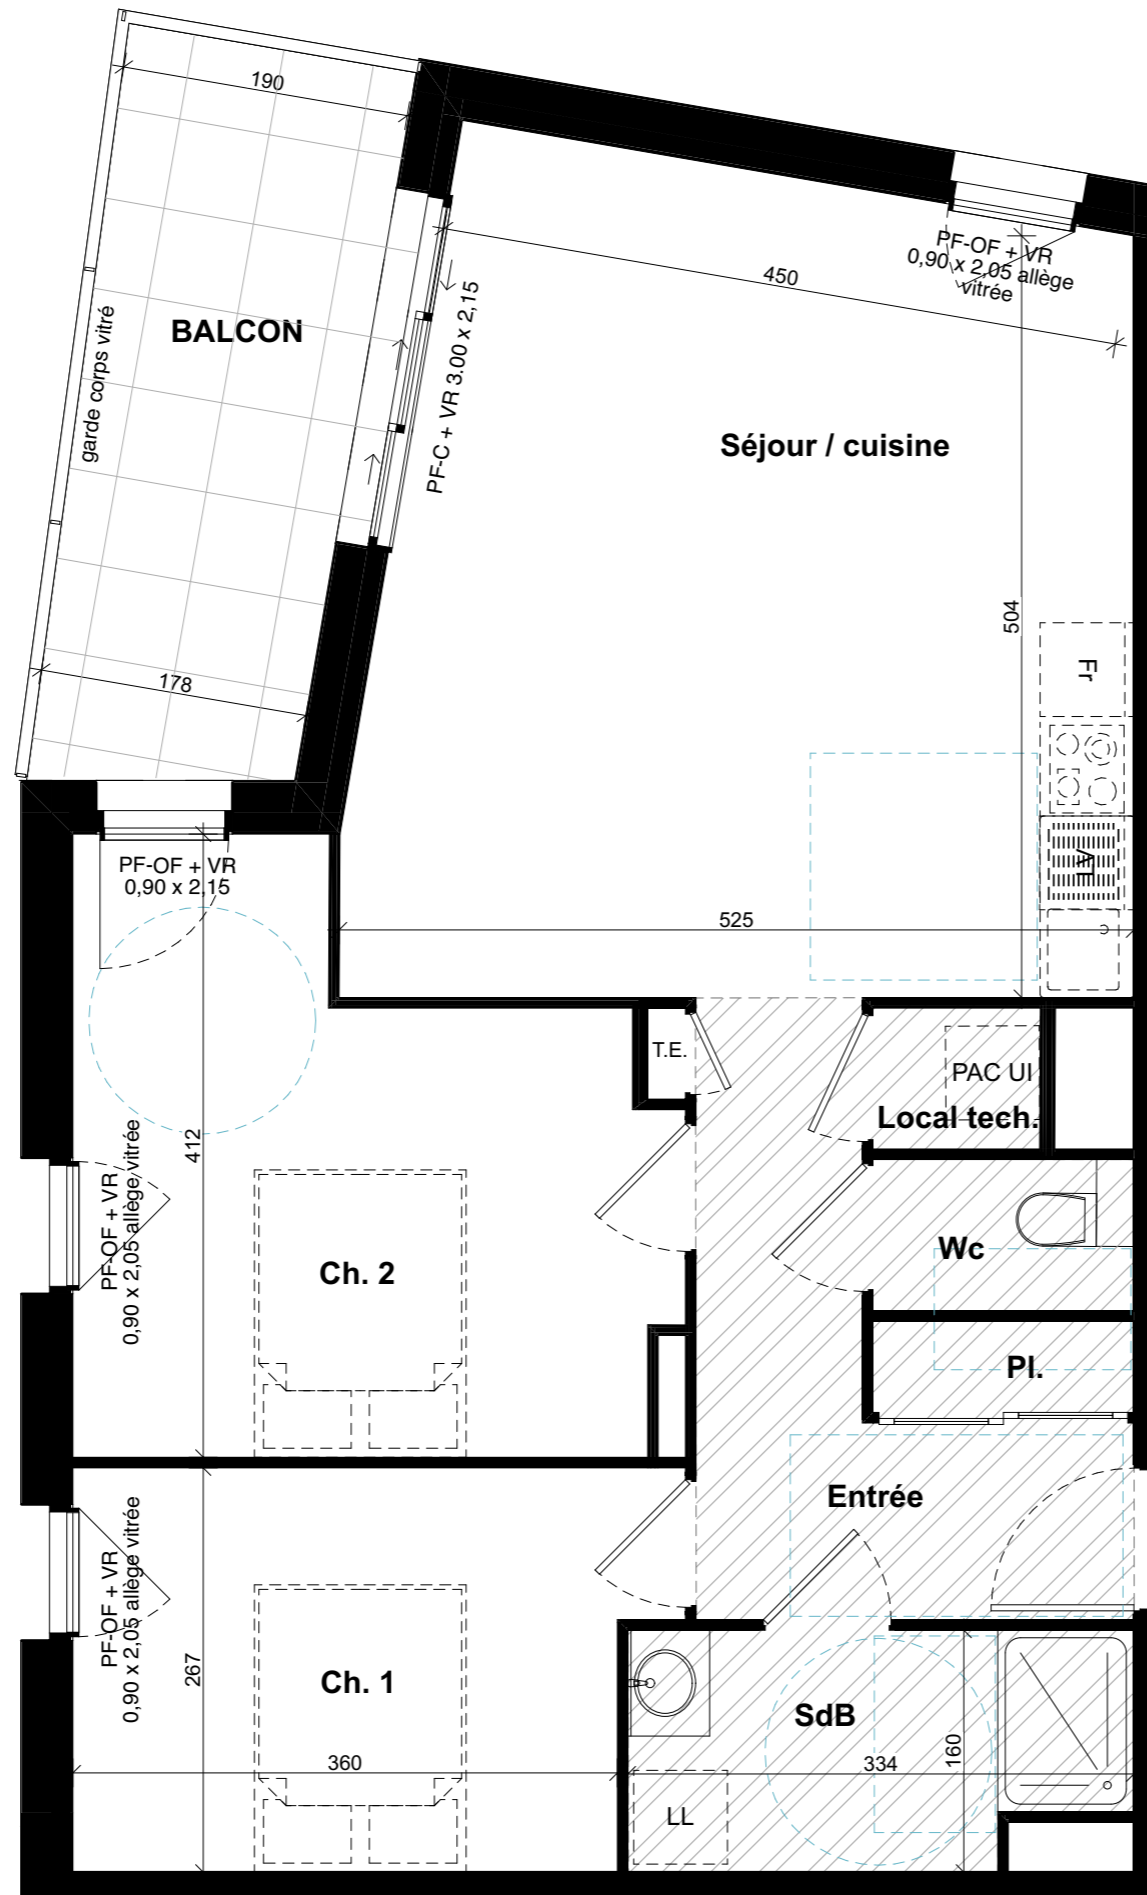 190
BALCON
garde corps vitré
178
PF-C + VR 3.00 x 2,15
450
PF-OF + VR
0,90 x 2,05 allège
vitrée
Séjour / cuisine
504
Fr
525
PF-OF + VR
0,90 x 2,15
T.E.
PAC UI
Local tech.
412
PF-OF + VR
0,90 x 2,05 allège vitrée
Ch. 2
Wc
Pl.
Entrée
PF-OF + VR
0,90 x 2,05 allège vitrée
267
Ch. 1
360
SdB
334
160
LL